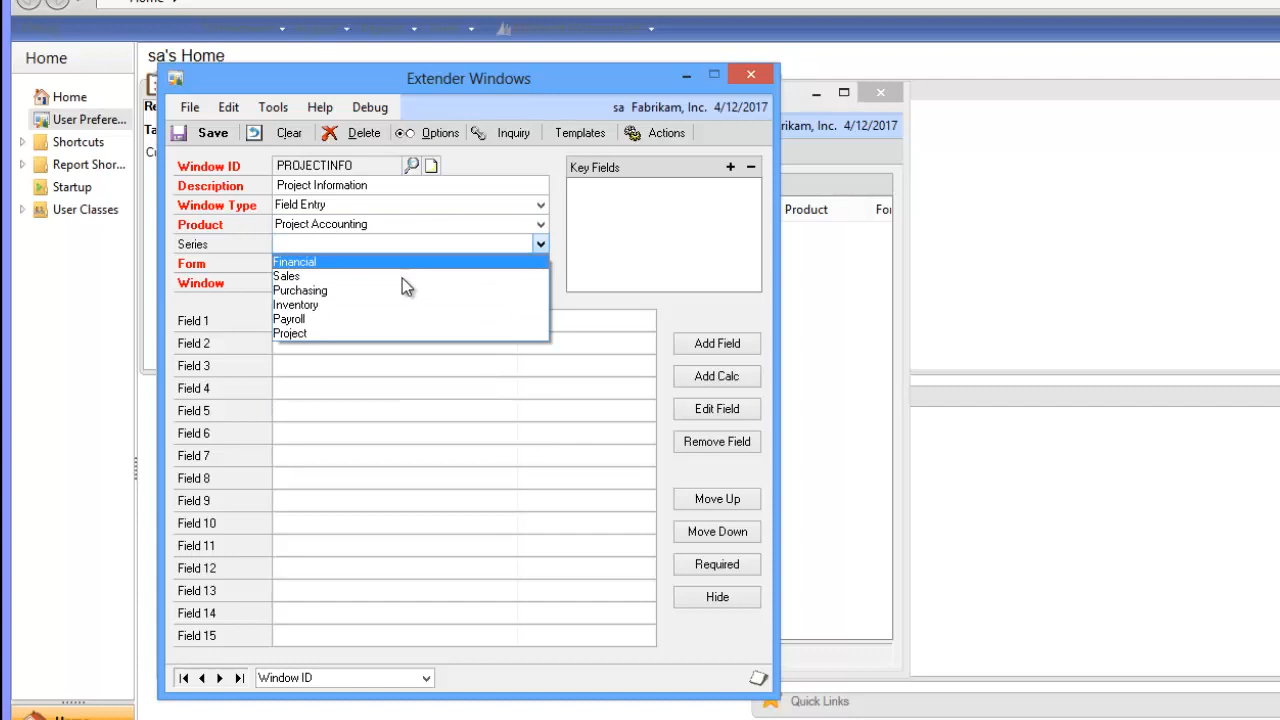 Home
Home
sa's Home
Home
User Prefere...
Shortcuts
Report Shor...
Startup
User Classes
Re
Ta
Cu
Extender Windows
File Edit Tools Help Debug
sa Fabrikam, Inc. 4/12/2017
Save Clear Delete Options Inquiry Templates Actions
Window ID PROJECTINFO
Description Project Information
Window Type Field Entry
Product Project Accounting
Series
Form
Window
Financial
Sales
Purchasing
Inventory
Payroll
Project
Key Fields + −
Field 1
Field 2
Field 3
Field 4
Field 5
Field 6
Field 7
Field 8
Field 9
Field 10
Field 11
Field 12
Field 13
Field 14
Field 15
Add Field
Add Calc
Edit Field
Remove Field
Move Up
Move Down
Required
Hide
Window ID
rikam, Inc. 4/12/2017
Product For
Quick Links